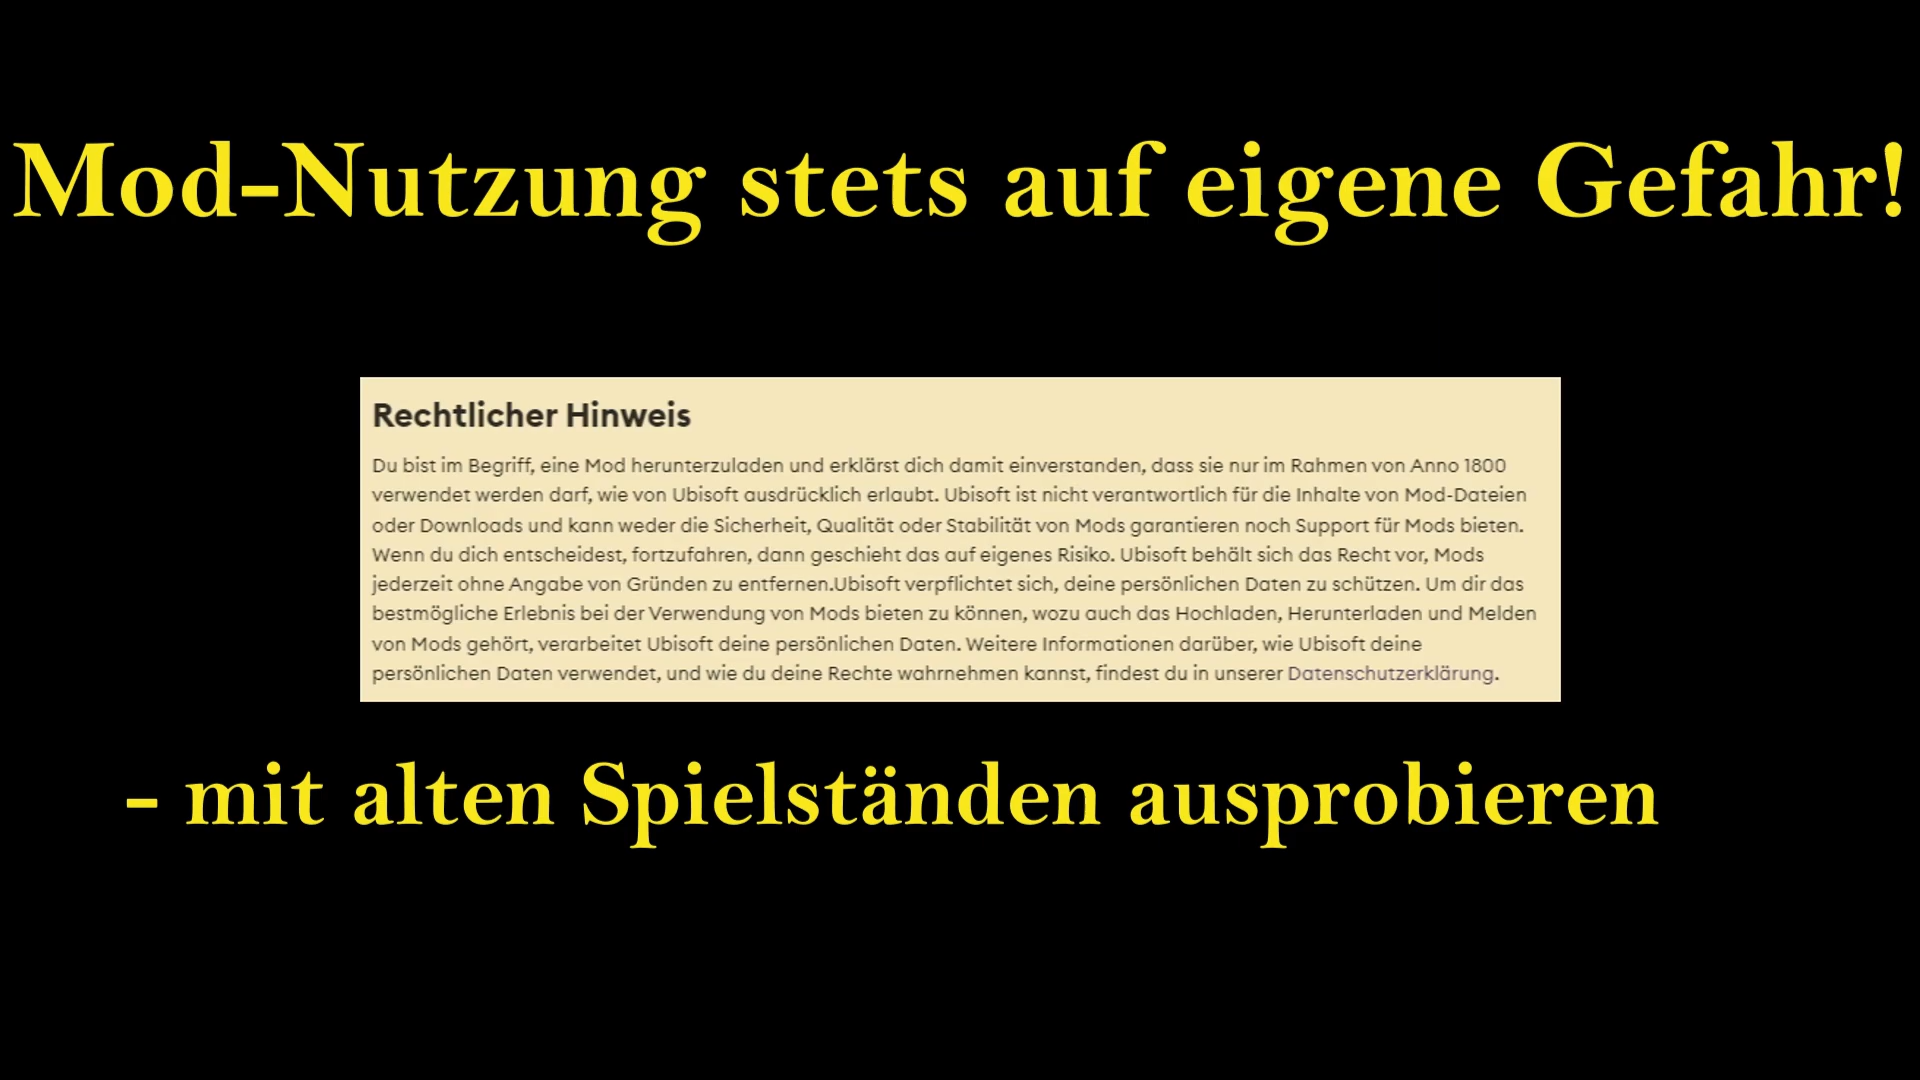 Mod-Nutzung stets auf eigene Gefahr!
Rechtlicher Hinweis
Du bist im Begriff, eine Mod herunterzuladen und erklärst dich damit einverstanden, dass sie nur im Rahmen von Anno 1800
verwendet werden darf, wie von Ubisoft ausdrücklich erlaubt. Ubisoft ist nicht verantwortlich für die Inhalte von Mod-Dateien
oder Downloads und kann weder die Sicherheit, Qualität oder Stabilität von Mods garantieren noch Support für Mods bieten.
Wenn du dich entscheidest, fortzufahren, dann geschieht das auf eigenes Risiko. Ubisoft behält sich das Recht vor, Mods
jederzeit ohne Angabe von Gründen zu entfernen.Ubisoft verpflichtet sich, deine persönlichen Daten zu schützen. Um dir das
bestmögliche Erlebnis bei der Verwendung von Mods bieten zu können, wozu auch das Hochladen, Herunterladen und Melden
von Mods gehört, verarbeitet Ubisoft deine persönlichen Daten. Weitere Informationen darüber, wie Ubisoft deine
persönlichen Daten verwendet, und wie du deine Rechte wahrnehmen kannst, findest du in unserer Datenschutzerklärung.
- mit alten Spielständen ausprobieren